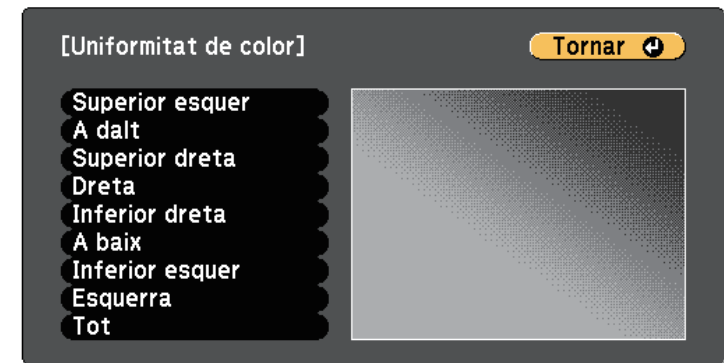 [Uniformitat de color]
Tornar
Superior esquer
A dalt
Superior dreta
Dreta
Inferior dreta
A baix
Inferior esquer
Esquerra
Tot